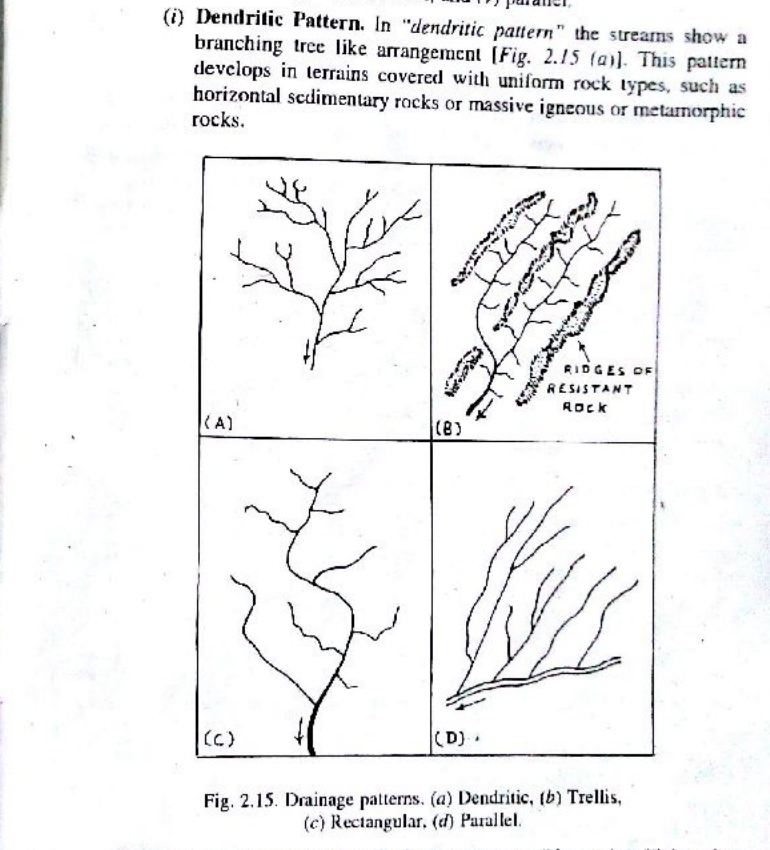 parallel.
(i) Dendritic Pattern. In "dendritic pattern" the streams show a
branching tree like arrangement [Fig. 2.15 (a)]. This pattern
develops in terrains covered with uniform rock types, such as
horizontal sedimentary rocks or massive igneous or metamorphic
rocks.
(A)
RIDGES OF
RESISTANT
ROCK
(B)
(C)
(D)
Fig. 2.15. Drainage patterns. (a) Dendritic, (b) Trellis,
(c) Rectangular, (d) Parallel.